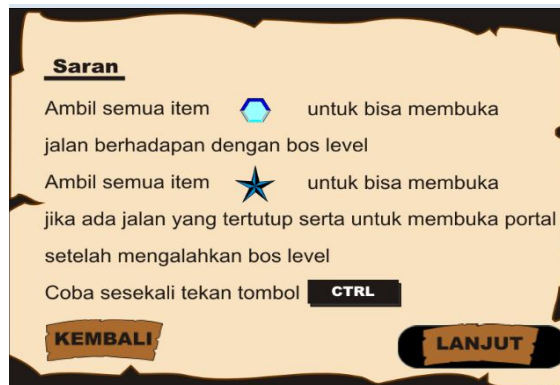 Saran
Ambil semua item untuk bisa membuka
jalan berhadapan dengan bos level
Ambil semua item untuk bisa membuka
jika ada jalan yang tertutup serta untuk membuka portal
setelah mengalahkan bos level
Coba sesekali tekan tombol CTRL
KEMBALI LANJUT